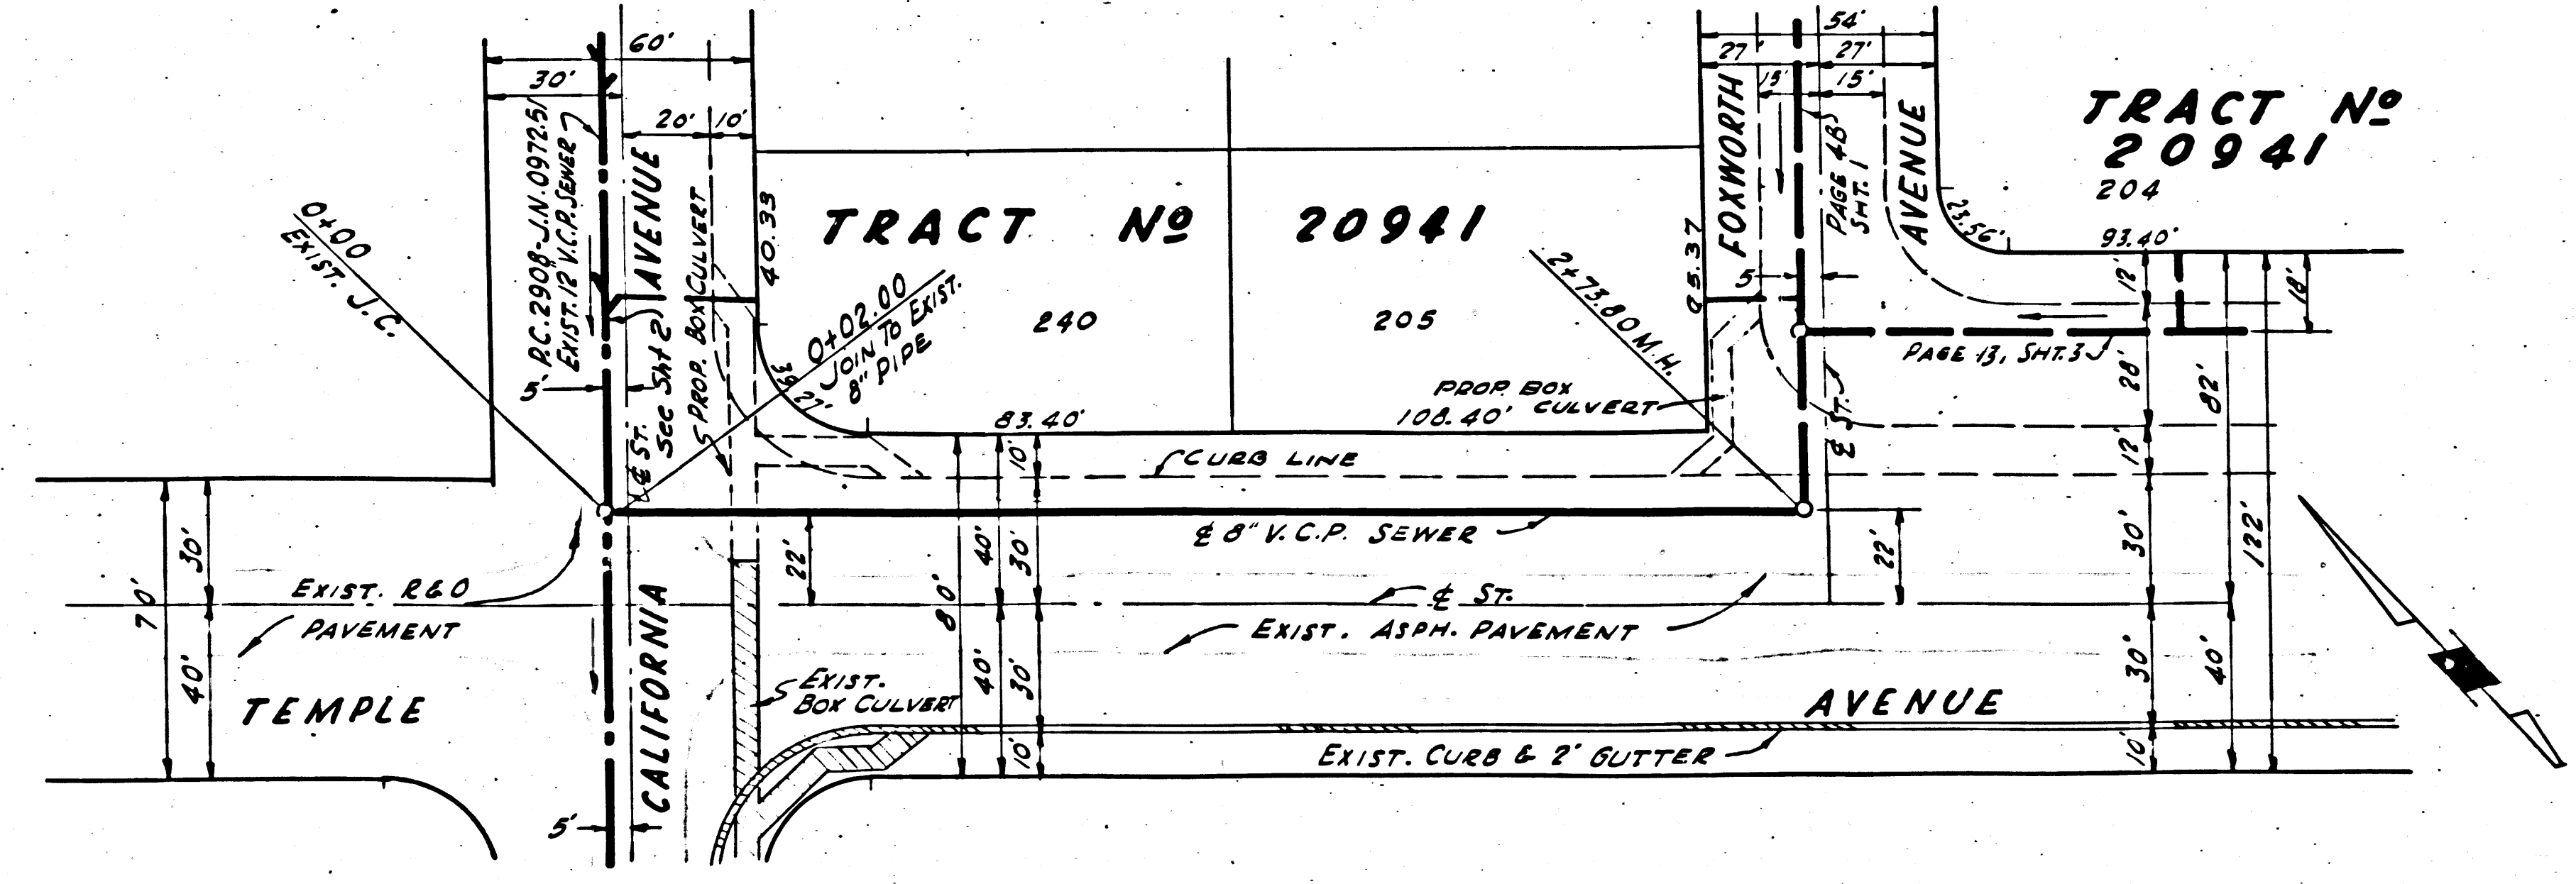 60'
30'
20'
10'
P.C. 2908-J.N. 0972.51
EXIST. 12" V.C.P. SEWER
AVENUE
PROP. BOX CULVERT
40.33
0+00
EXIST. J.C.
TRACT Nº 20941
240
205
0+02.00
JOIN TO EXIST.
8" PIPE
39.27'
5'
℄ ST.
See Sht 2
83.40'
108.40'
PROP. BOX
CULVERT
2+73.80 M.H.
95.37
54'
27'
27'
15'
15'
FOXWORTH
AVENUE
PAGE 4B
SHT. 1
5
23.56'
TRACT Nº
20941
204
93.40'
12'
18'
PAGE 13, SHT. 3
28'
82'
℄ ST.
12'
CURB LINE
10'
℄ 8" V.C.P. SEWER
22'
40'
30'
80'
22'
30'
122'
70'
30'
EXIST. R&O
PAVEMENT
40'
TEMPLE
CALIFORNIA
℄ ST.
EXIST. ASPH. PAVEMENT
EXIST.
BOX CULVERT
40'
30'
10'
AVENUE
EXIST. CURB & 2' GUTTER
30'
40'
10'
5'